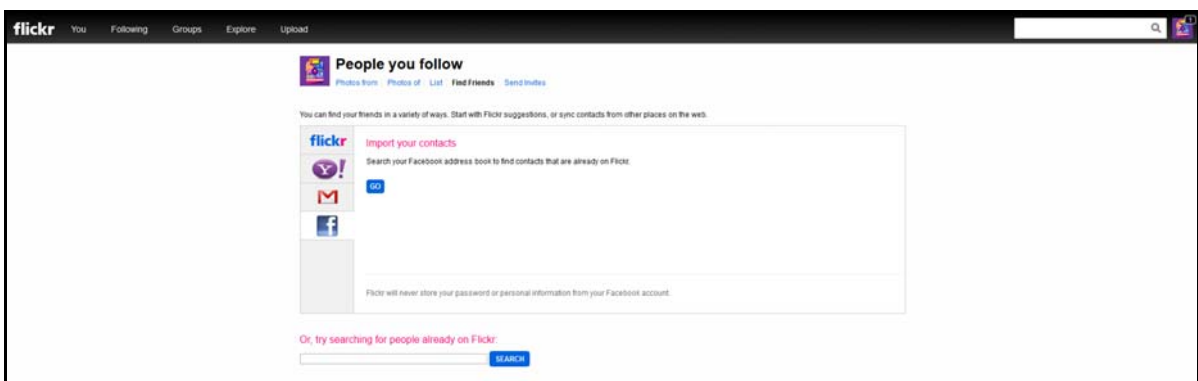 flickr You Following Groups Explore Upload
People you follow
Photos from Photos of List Find Friends Send Invites
You can find your friends in a variety of ways. Start with Flickr suggestions, or sync contacts from other places on the web.
flickr
Import your contacts
Search your Facebook address book to find contacts that are already on Flickr.
Y!
GO
M
f
Flickr will never store your password or personal information from your Facebook account.
Or, try searching for people already on Flickr:
SEARCH